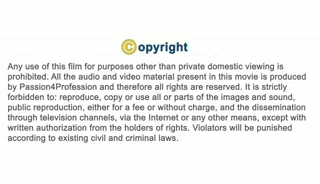 ©opyright
Any use of this film for purposes other than private domestic viewing is
prohibited. All the audio and video material present in this movie is produced
by Passion4Profession and therefore all rights are reserved. It is strictly
forbidden to: reproduce, copy or use all or parts of the images and sound,
public reproduction, either for a fee or without charge, and the dissemination
through television channels, via the Internet or any other means, except with
written authorization from the holders of rights. Violators will be punished
according to existing civil and criminal laws.